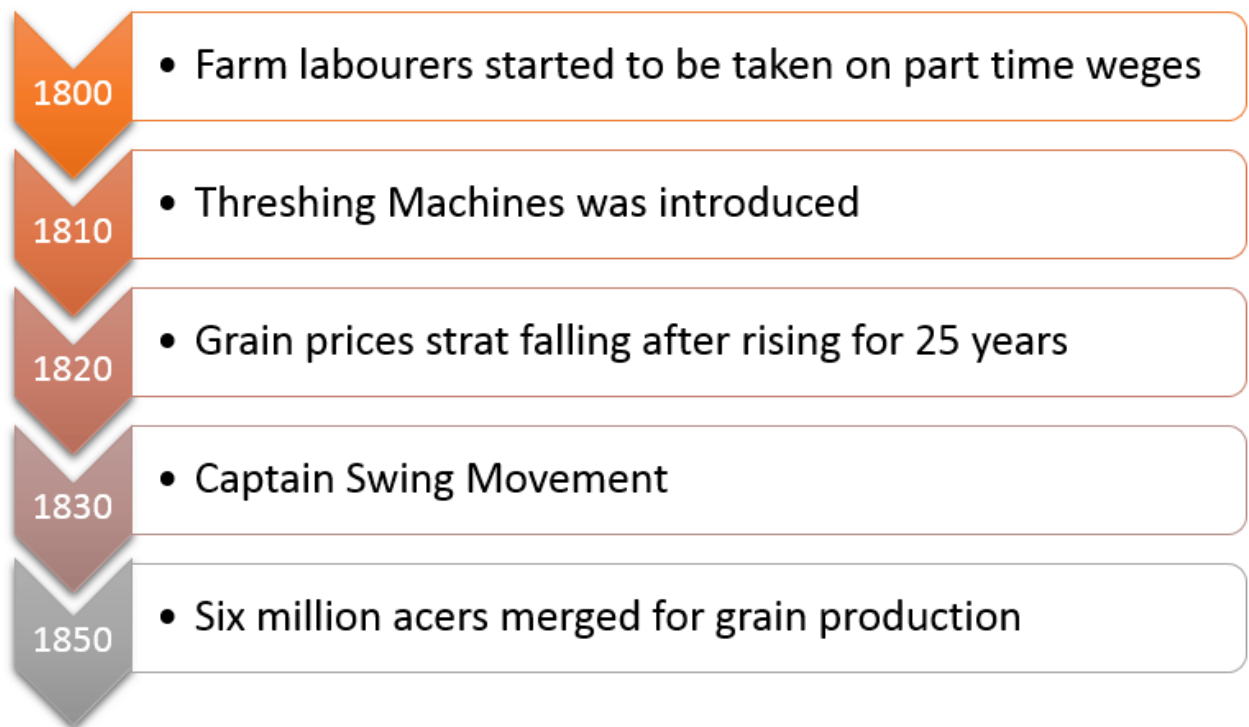 1800
• Farm labourers started to be taken on part time weges
1810
• Threshing Machines was introduced
1820
• Grain prices strat falling after rising for 25 years
1830
• Captain Swing Movement
1850
• Six million acers merged for grain production